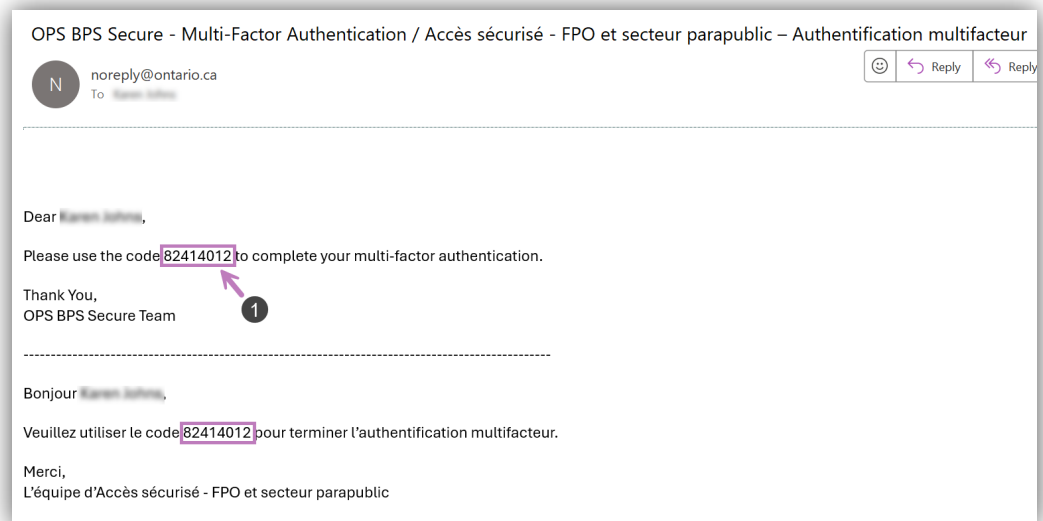 OPS BPS Secure - Multi-Factor Authentication / Accès sécurisé - FPO et secteur parapublic – Authentification multifacteur
N
noreply@ontario.ca
Reply
Reply
To
Dear ,
Please use the code 82414012 to complete your multi-factor authentication.
1
Thank You,
OPS BPS Secure Team
Bonjour ,
Veuillez utiliser le code 82414012 pour terminer l'authentification multifacteur.
Merci,
L'équipe d'Accès sécurisé - FPO et secteur parapublic